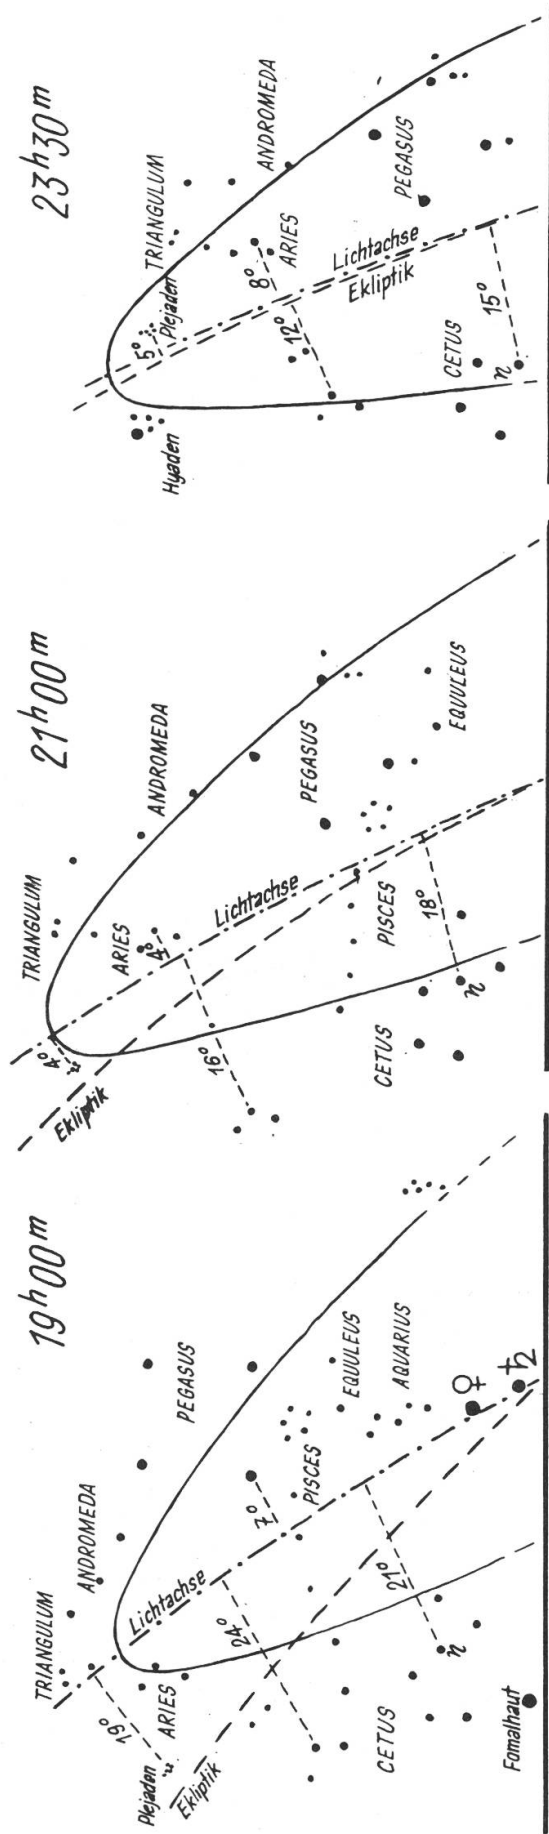 19ʰ00ᵐ
TRIANGULUM
ANDROMEDA
PEGASUS
19°
Plejaden
ARIES
Lichtachse
Ekliptik
24°
7°
PISCES
EQUULEUS
AQUARIUS
21°
CETUS
η
♀
♄
Fomalhaut
21ʰ00ᵐ
TRIANGULUM
ANDROMEDA
4°
Ekliptik
ARIES
4°
Lichtachse
PEGASUS
16°
PISCES
18°
EQUULEUS
CETUS
η
23ʰ30ᵐ
TRIANGULUM
ANDROMEDA
5°
Plejaden
Hyaden
8°
ARIES
12°
Lichtachse
Ekliptik
PEGASUS
CETUS
15°
η